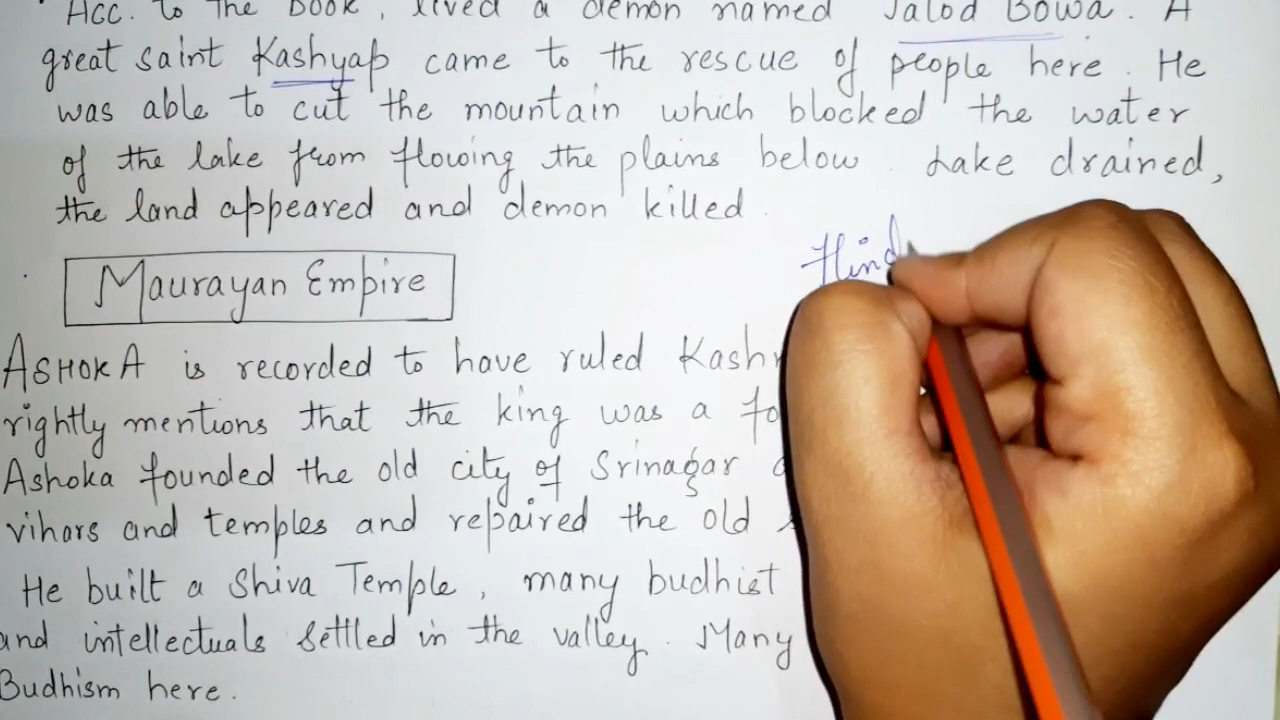 Acc. to the book, lived a demon named Jalod Bowa. A
great saint Kashyap came to the rescue of people here. He
was able to cut the mountain which blocked the water
of the lake from flowing the plains below. Lake drained,
the land appeared and demon killed.
Hind
Maurayan Empire
ASHOKA is recorded to have ruled Kash
rightly mentions that the king was a fo
Ashoka founded the old city of Srinagar
vihars and temples and repaired the old
He built a Shiva Temple, many budhist
and intellectuals settled in the valley. Many
Budhism here.